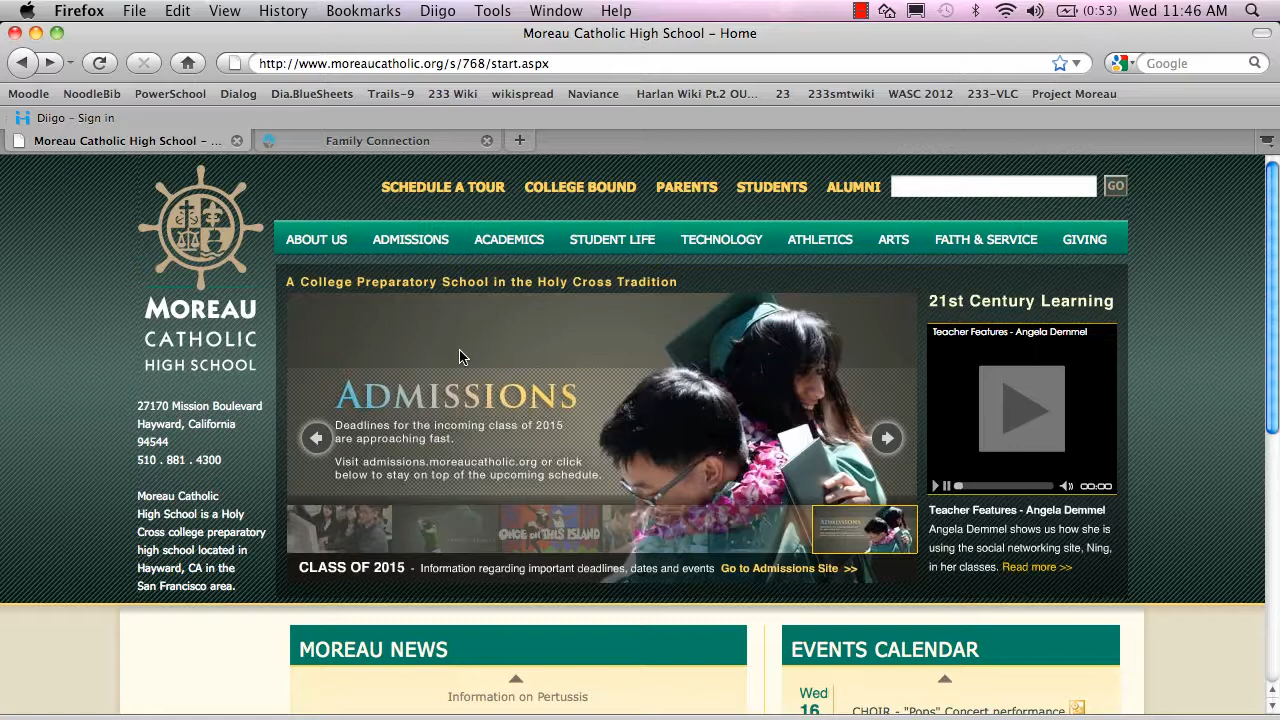 Firefox File Edit View History Bookmarks Diigo Tools Window Help (0:53) Wed 11:46 AM
Moreau Catholic High School – Home
http://www.moreaucatholic.org/s/768/start.aspx Google
Moodle NoodleBib PowerSchool Dialog Dia.BlueSheets Trails-9 233 Wiki wikispread Naviance Harlan Wiki Pt.2 OU... 23 233smtwiki WASC 2012 233-VLC Project Moreau
Diigo - Sign in
Moreau Catholic High School – ... Family Connection
SCHEDULE A TOUR COLLEGE BOUND PARENTS STUDENTS ALUMNI GO
ABOUT US ADMISSIONS ACADEMICS STUDENT LIFE TECHNOLOGY ATHLETICS ARTS FAITH & SERVICE GIVING
MOREAU
CATHOLIC
HIGH SCHOOL
27170 Mission Boulevard
Hayward, California
94544
510 . 881 . 4300
Moreau Catholic
High School is a Holy
Cross college preparatory
high school located in
Hayward, CA in the
San Francisco area.
A College Preparatory School in the Holy Cross Tradition
ADMISSIONS
Deadlines for the incoming class of 2015
are approaching fast.
Visit admissions.moreaucatholic.org or click
below to stay on top of the upcoming schedule.
ONCE ON THIS ISLAND
ADMISSIONS
CLASS OF 2015 - Information regarding important deadlines, dates and events Go to Admissions Site >>
21st Century Learning
Teacher Features - Angela Demmel
00:00
Teacher Features - Angela Demmel
Angela Demmel shows us how she is
using the social networking site, Ning,
in her classes. Read more >>
MOREAU NEWS
Information on Pertussis
EVENTS CALENDAR
Wed
16
CHOIR - "Pops" Concert performance